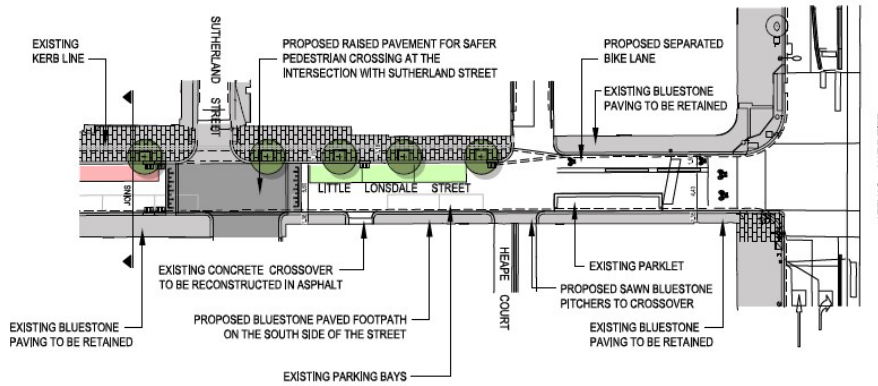 EXISTING
KERB LINE
SUTHERLAND
STREET
PROPOSED RAISED PAVEMENT FOR SAFER
PEDESTRIAN CROSSING AT THE
INTERSECTION WITH SUTHERLAND STREET
PROPOSED SEPARATED
BIKE LANE
EXISTING BLUESTONE
PAVING TO BE RETAINED
JOINS
LITTLE LONSDALE STREET
HEAPE
COURT
EXISTING CONCRETE CROSSOVER
TO BE RECONSTRUCTED IN ASPHALT
EXISTING PARKLET
PROPOSED SAWN BLUESTONE
PITCHERS TO CROSSOVER
EXISTING BLUESTONE
PAVING TO BE RETAINED
PROPOSED BLUESTONE PAVED FOOTPATH
ON THE SOUTH SIDE OF THE STREET
EXISTING BLUESTONE
PAVING TO BE RETAINED
EXISTING PARKING BAYS